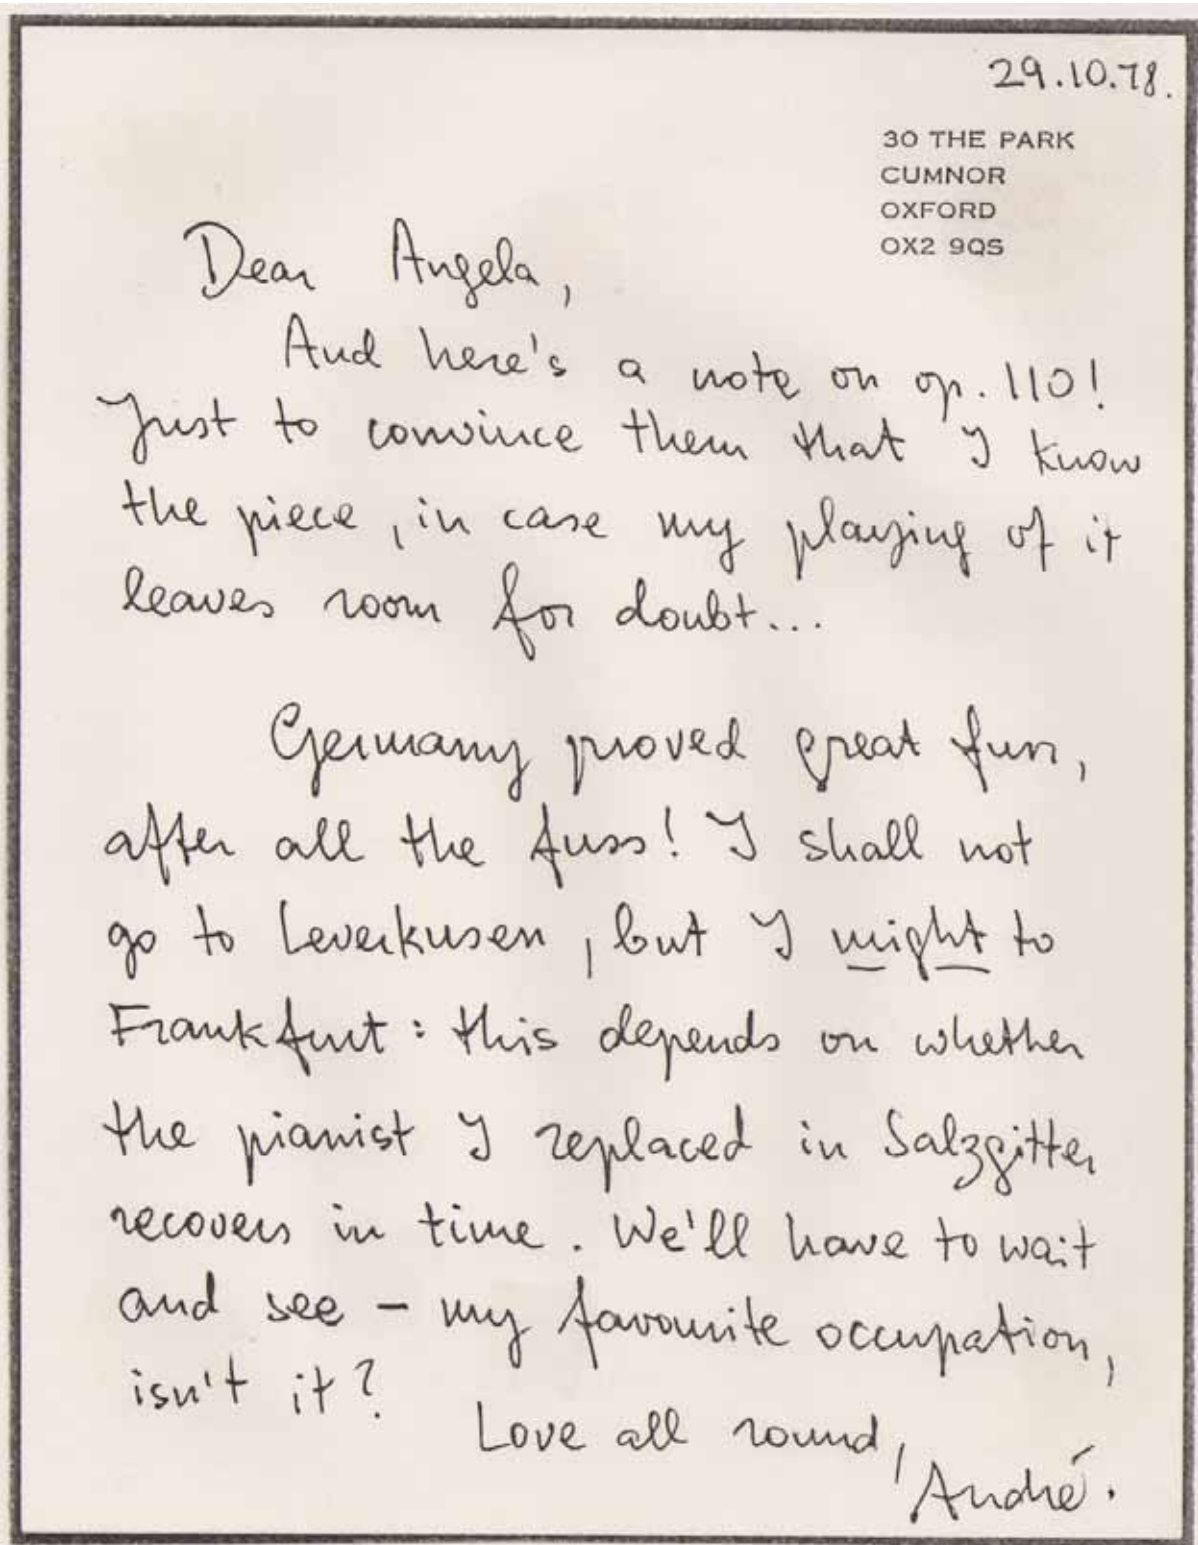 29.10.78.
30 THE PARK
CUMNOR
OXFORD
OX2 9QS
Dear Angela,
And here's a note on op. 110!
Just to convince them that I know
the piece, in case my playing of it
leaves room for doubt...
Germany proved great fun,
after all the fuss! I shall not
go to Leverkusen, but I might to
Frankfurt: this depends on whether
the pianist I replaced in Salzgitter
recovers in time. We'll have to wait
and see - my favourite occupation,
isn't it?
Love all round,
André.